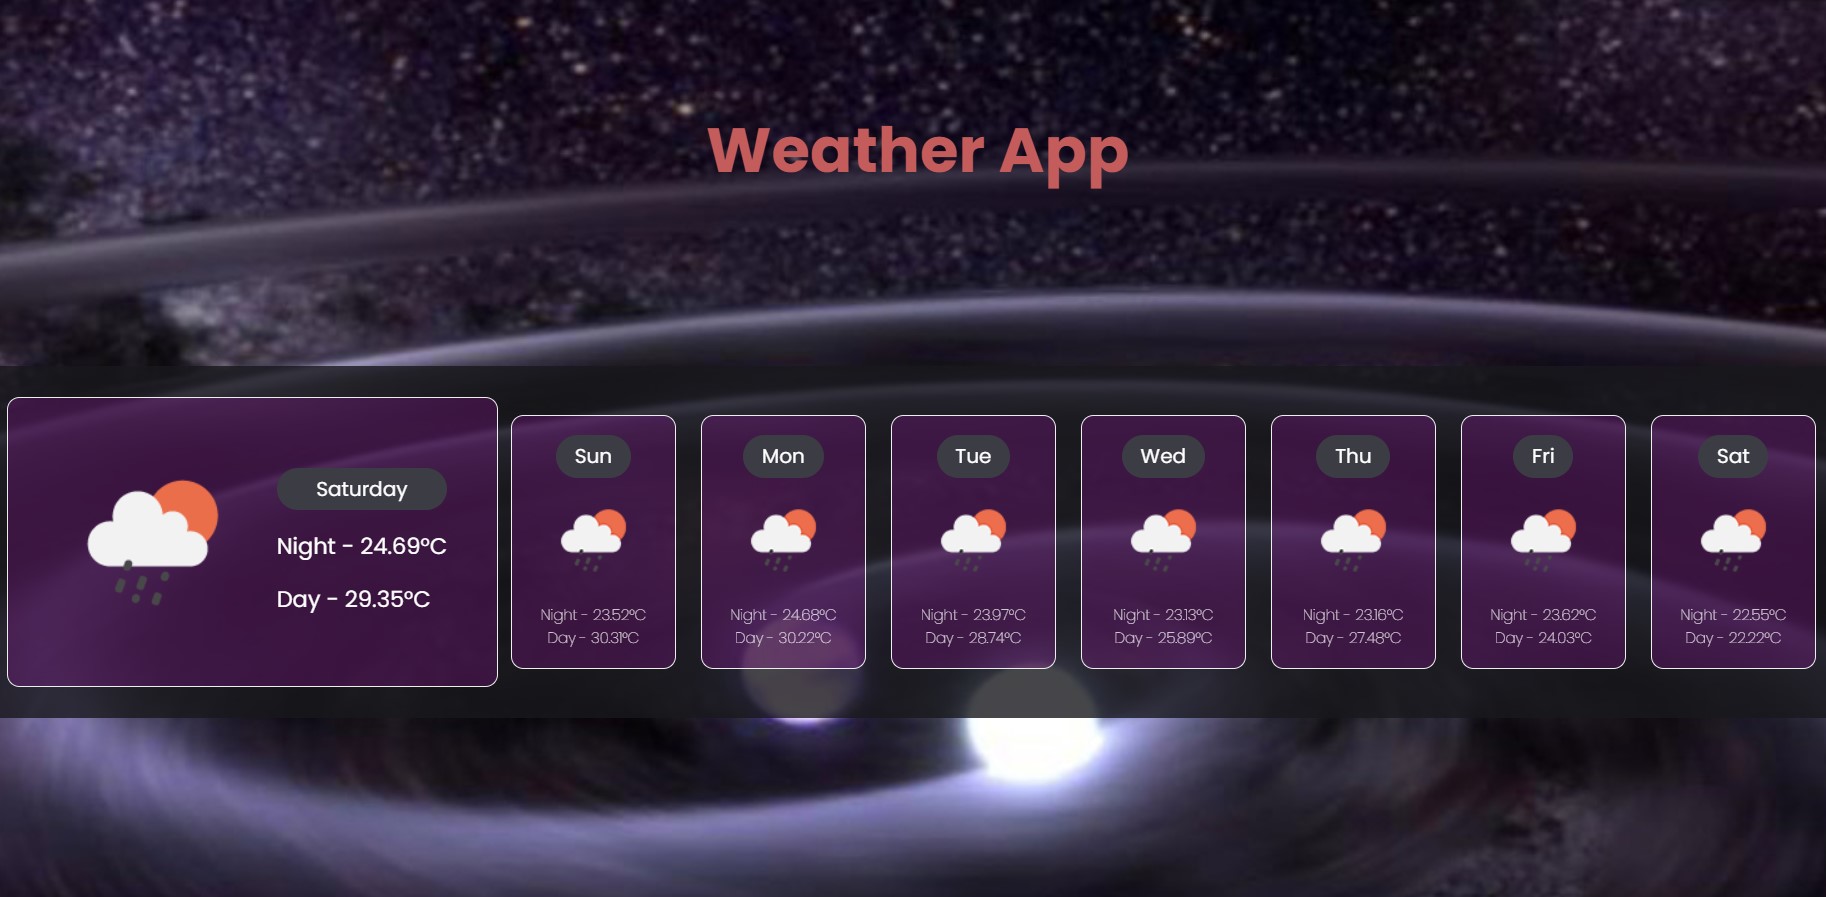 Weather App
Saturday
Night - 24.69°C
Day - 29.35°C
Sun
Night - 23.52°C
Day - 30.31°C
Mon
Night - 24.68°C
Day - 30.22°C
Tue
Night - 23.97°C
Day - 28.74°C
Wed
Night - 23.13°C
Day - 25.89°C
Thu
Night - 23.16°C
Day - 27.48°C
Fri
Night - 23.62°C
Day - 24.03°C
Sat
Night - 22.55°C
Day - 22.22°C